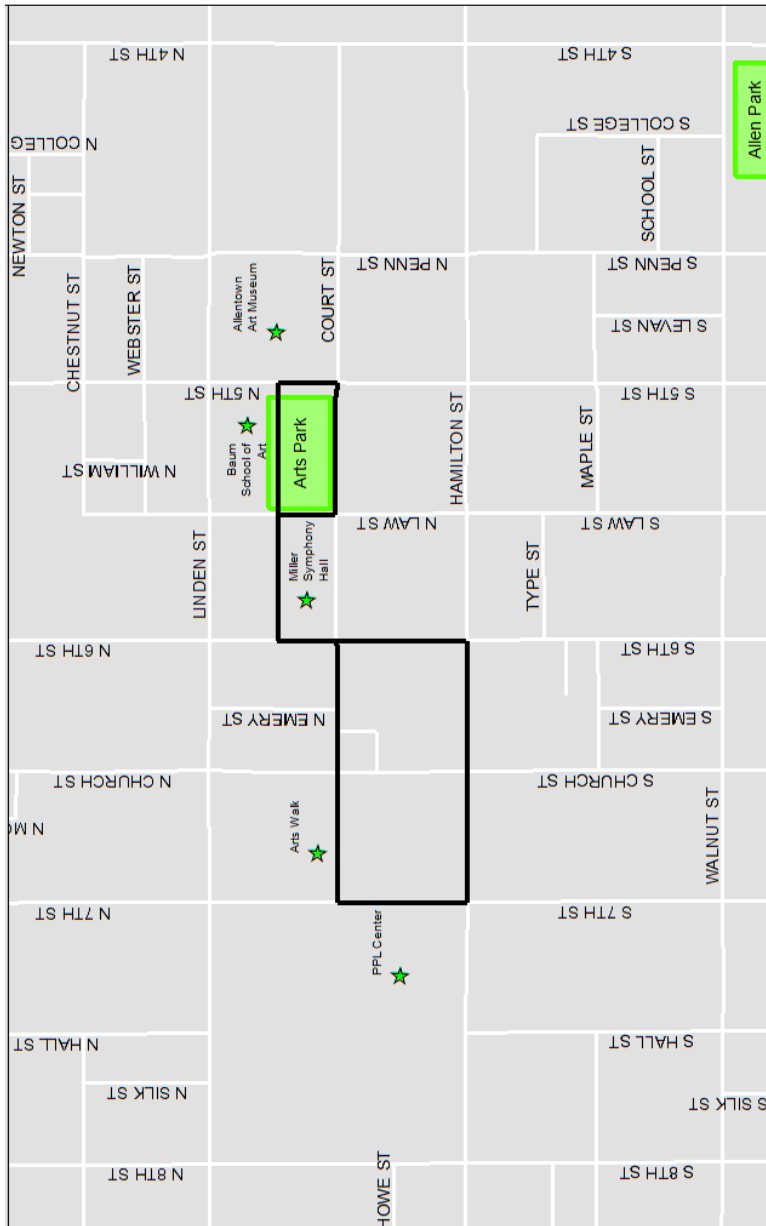 N 4TH ST
S 4TH ST
N COLLEG
S COLLEGE ST
Allen Park
NEWTON ST
SCHOOL ST
CHESTNUT ST
WEBSTER ST
Allentown
Art Museum
COURT ST
N PENN ST
S PENN ST
S LEVAN ST
N 5TH ST
S 5TH ST
N WILLIAM ST
Baum
School of
Art
Arts Park
HAMILTON ST
MAPLE ST
N LAW ST
S LAW ST
LINDEN ST
Miller
Symphony
Hall
TYPE ST
N 6TH ST
S 6TH ST
N EMERY ST
S EMERY ST
N CHURCH ST
S CHURCH ST
N MO
Arts Walk
WALNUT ST
N 7TH ST
S 7TH ST
PPL Center
N HALL ST
S HALL ST
N SILK ST
S SILK ST
N 8TH ST
HOWE ST
S 8TH ST